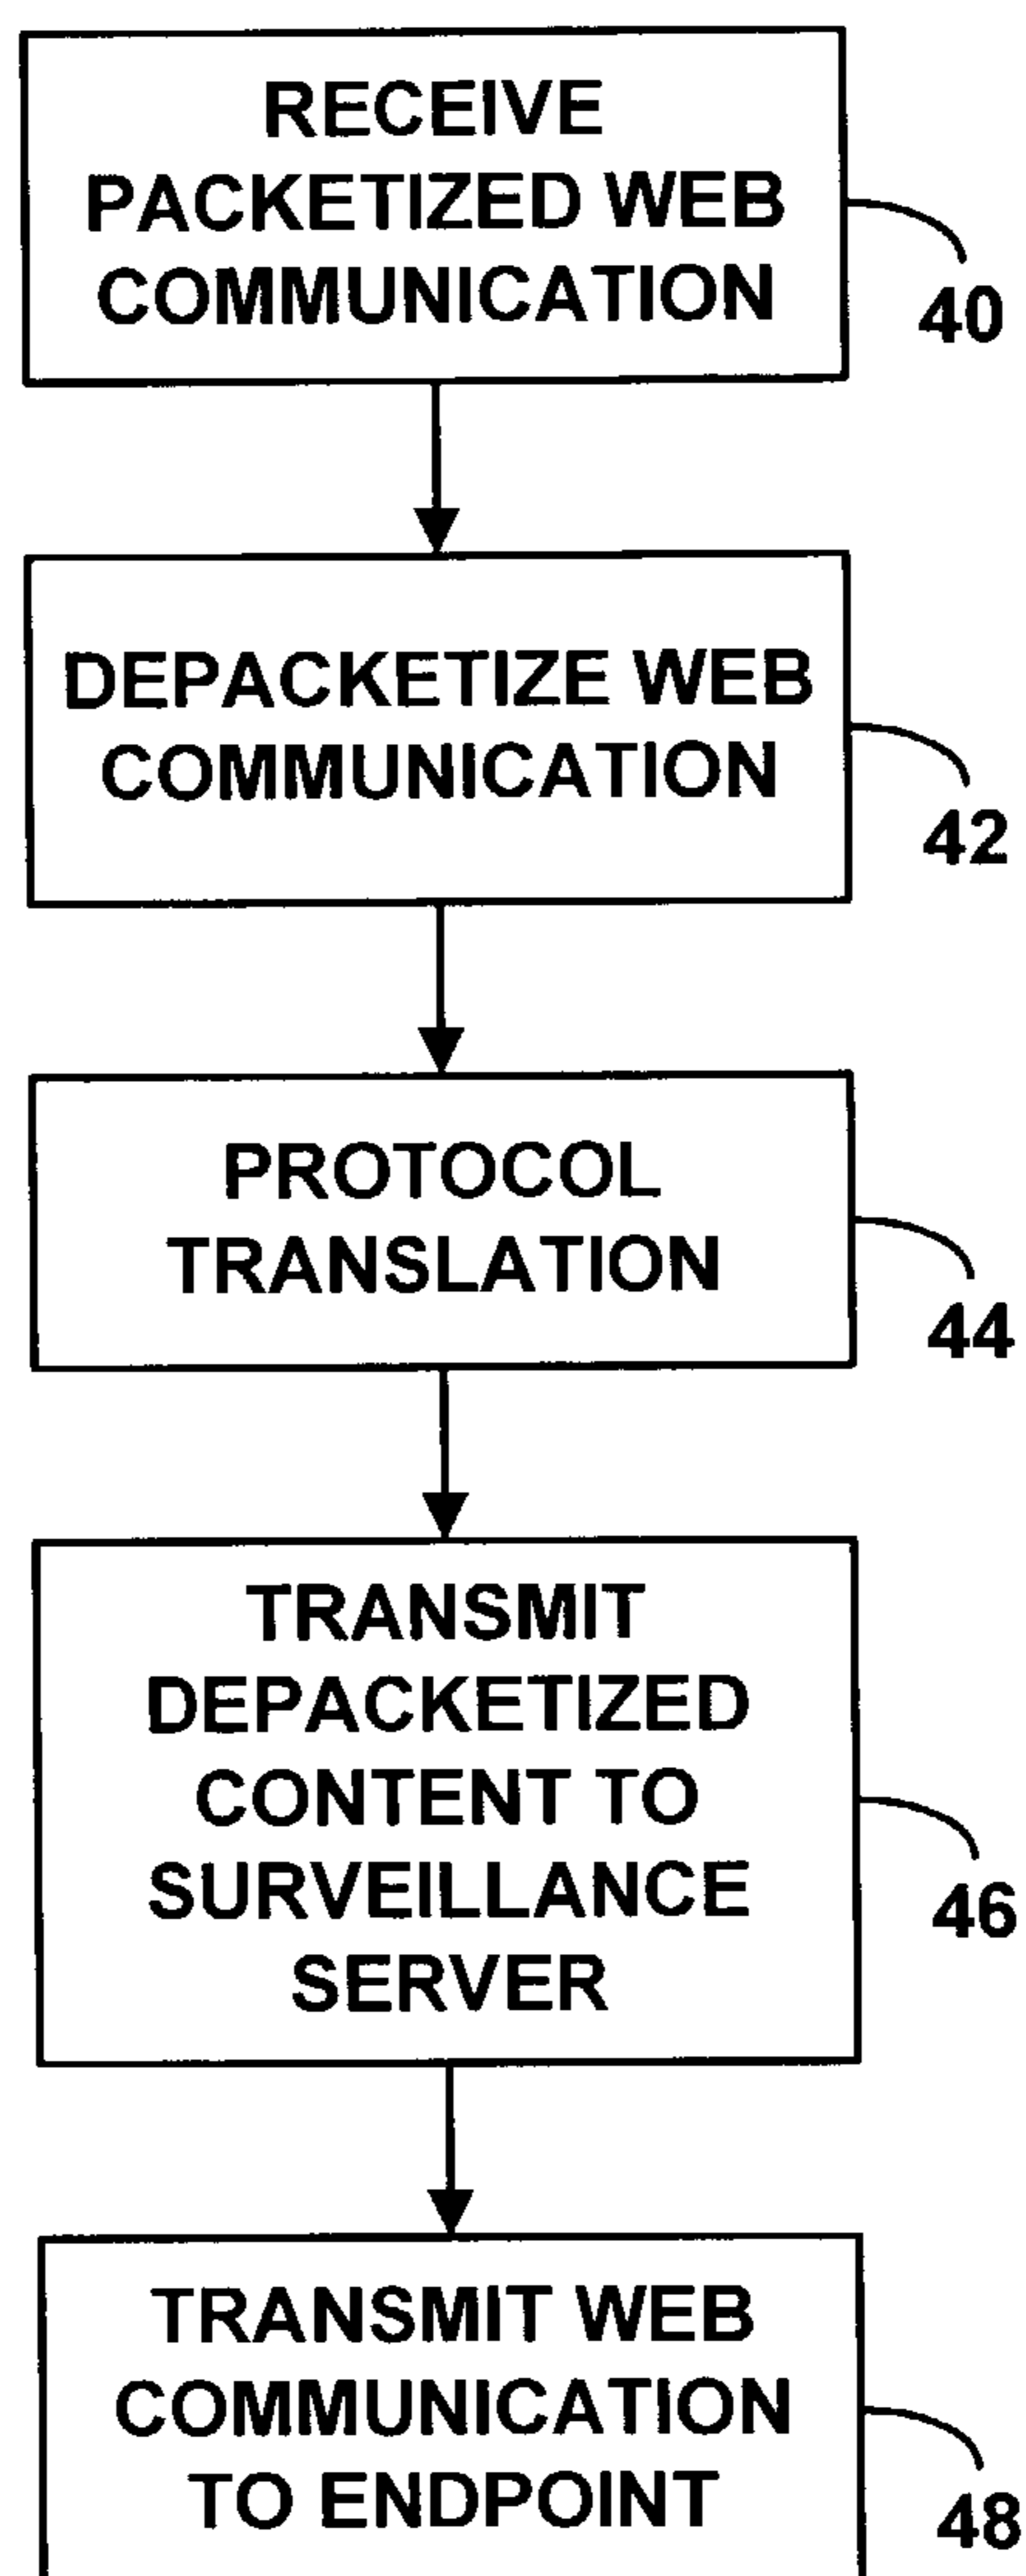 RECEIVE
PACKETIZED WEB
COMMUNICATION
40
DEPACKETIZE WEB
COMMUNICATION
42
PROTOCOL
TRANSLATION
44
TRANSMIT
DEPACKETIZED
CONTENT TO
SURVEILLANCE
SERVER
46
TRANSMIT WEB
COMMUNICATION
TO ENDPOINT
48